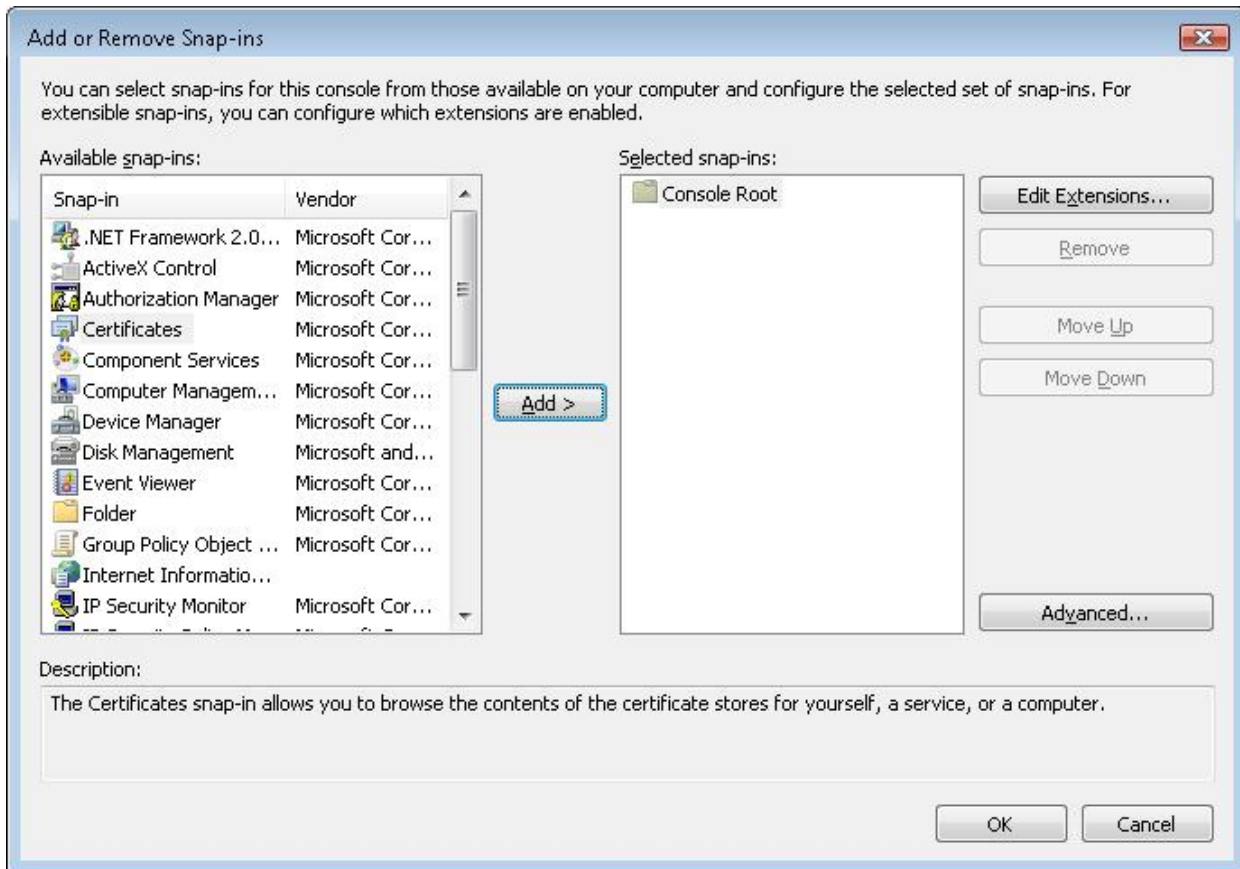 Add or Remove Snap-ins
You can select snap-ins for this console from those available on your computer and configure the selected set of snap-ins. For
extensible snap-ins, you can configure which extensions are enabled.
Available snap-ins:
Selected snap-ins:
Snap-in Vendor
.NET Framework 2.0... Microsoft Cor...
ActiveX Control Microsoft Cor...
Authorization Manager Microsoft Cor...
Certificates Microsoft Cor...
Component Services Microsoft Cor...
Computer Managem... Microsoft Cor...
Device Manager Microsoft Cor...
Disk Management Microsoft and...
Event Viewer Microsoft Cor...
Folder Microsoft Cor...
Group Policy Object ... Microsoft Cor...
Internet Informatio...
IP Security Monitor Microsoft Cor...
Add >
Console Root
Edit Extensions...
Remove
Move Up
Move Down
Advanced...
Description:
The Certificates snap-in allows you to browse the contents of the certificate stores for yourself, a service, or a computer.
OK
Cancel